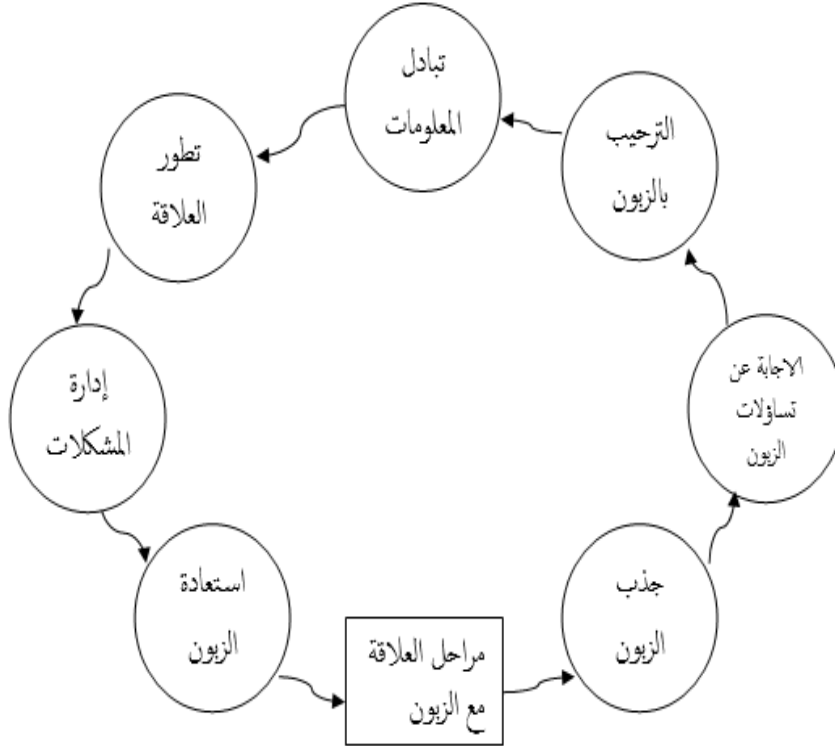 تبادل
المعلومات
الترحيب
بالزبون
تطور
العلاقة
الاجابة عن
تساؤلات
الزبون
إدارة
المشكلات
استعادة
الزبون
جذب
الزبون
مراحل العلاقة
مع الزبون